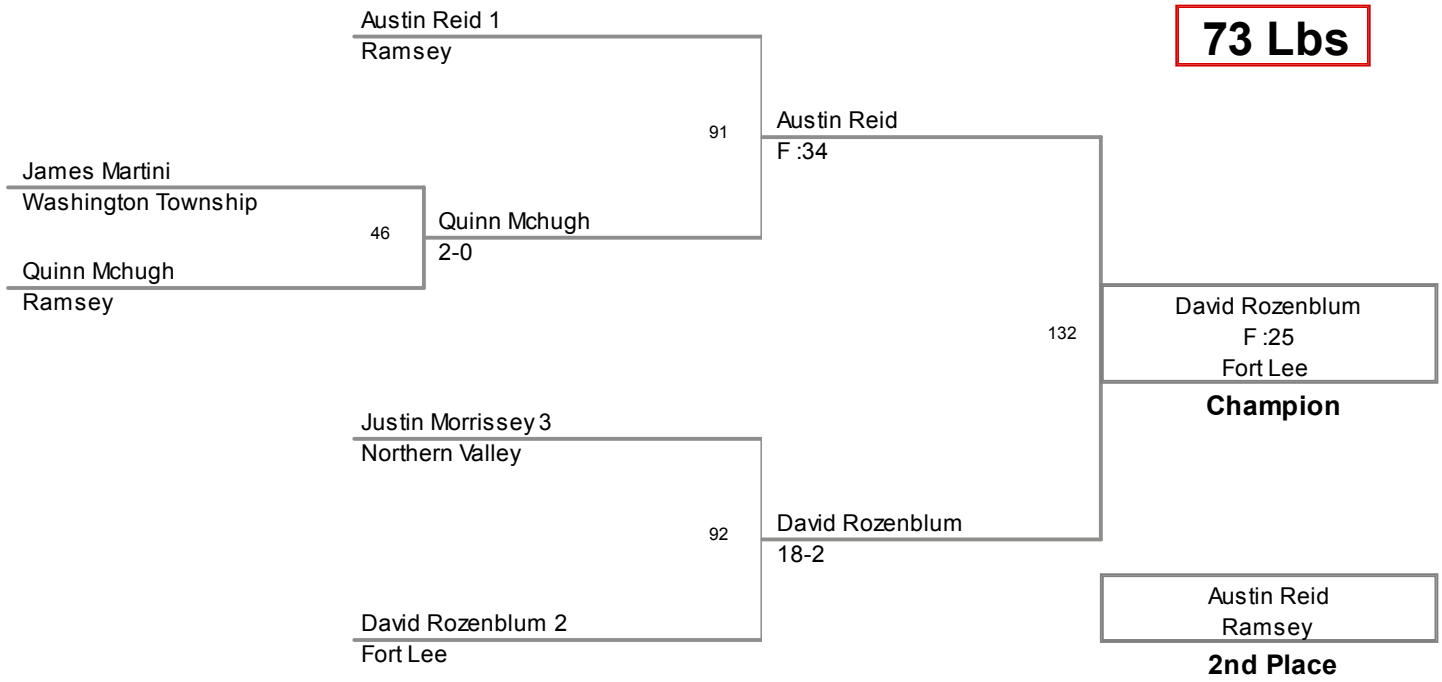 Austin Reid 1
Ramsey
73 Lbs
91
Austin Reid
F :34
James Martini
Washington Township
46
Quinn Mchugh
2-0
Quinn Mchugh
Ramsey
132
David Rozenblum
F :25
Fort Lee
Champion
Justin Morrissey 3
Northern Valley
92
David Rozenblum
18-2
David Rozenblum 2
Fort Lee
Austin Reid
Ramsey
2nd Place